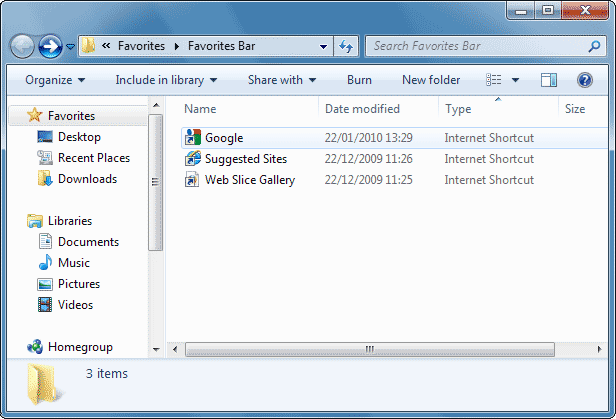 « Favorites Favorites Bar Search Favorites Bar
Organize Include in library Share with Burn New folder
Favorites
Desktop
Recent Places
Downloads
Libraries
Documents
Music
Pictures
Videos
Homegroup
Name Date modified Type Size
Google 22/01/2010 13:29 Internet Shortcut
Suggested Sites 22/12/2009 11:26 Internet Shortcut
Web Slice Gallery 22/12/2009 11:25 Internet Shortcut
3 items